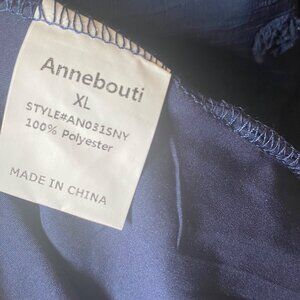 Annebouti
XL
STYLE#AN0315NY
100% Polyester
MADE IN CHINA